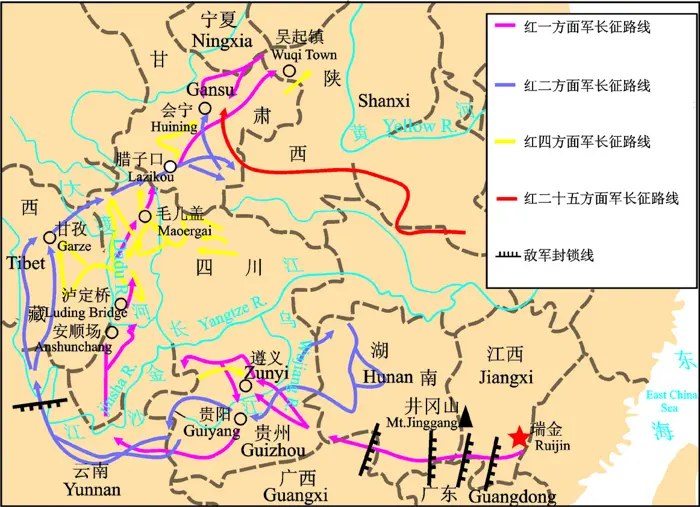 宁夏
Ningxia
吴起镇
Wuqi Town
甘
肃
Gansu
陕
西
Shanxi
会宁
Huining
黄
河
Yellow R.
腊子口
Lazikou
西
藏
Tibet
甘孜
Garze
大
渡
河
Dadu R.
毛儿盖
Maoergai
四
川
泸定桥
Luding Bridge
安顺场
Anshunchang
长
江
Yangtze R.
乌
江
Wujiang R.
金
沙
江
Jinsha R.
遵义
Zunyi
贵阳
Guiyang
贵州
Guizhou
云南
Yunnan
湖
南
Hunan
江西
Jiangxi
井冈山
Mt.Jinggang
瑞金
Ruijin
广西
Guangxi
广东
Guangdong
东
海
East China
Sea
红一方面军长征路线
红二方面军长征路线
红四方面军长征路线
红二十五方面军长征路线
敌军封锁线